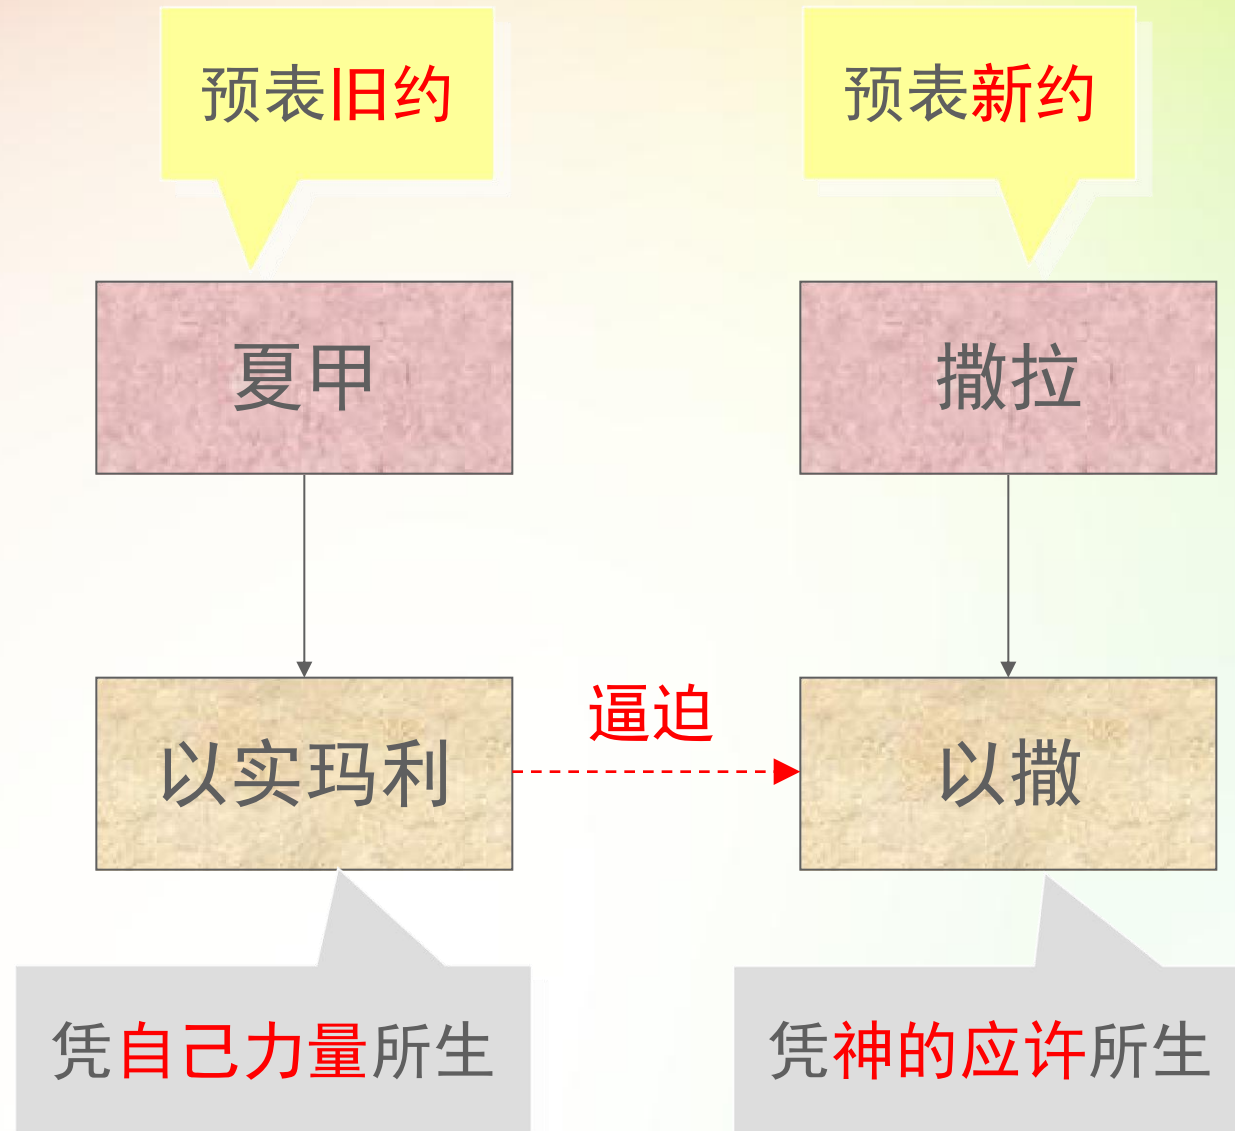 预表旧约
预表新约
夏甲
撒拉
以实玛利
逼迫
以撒
凭自己力量所生
凭神的应许所生